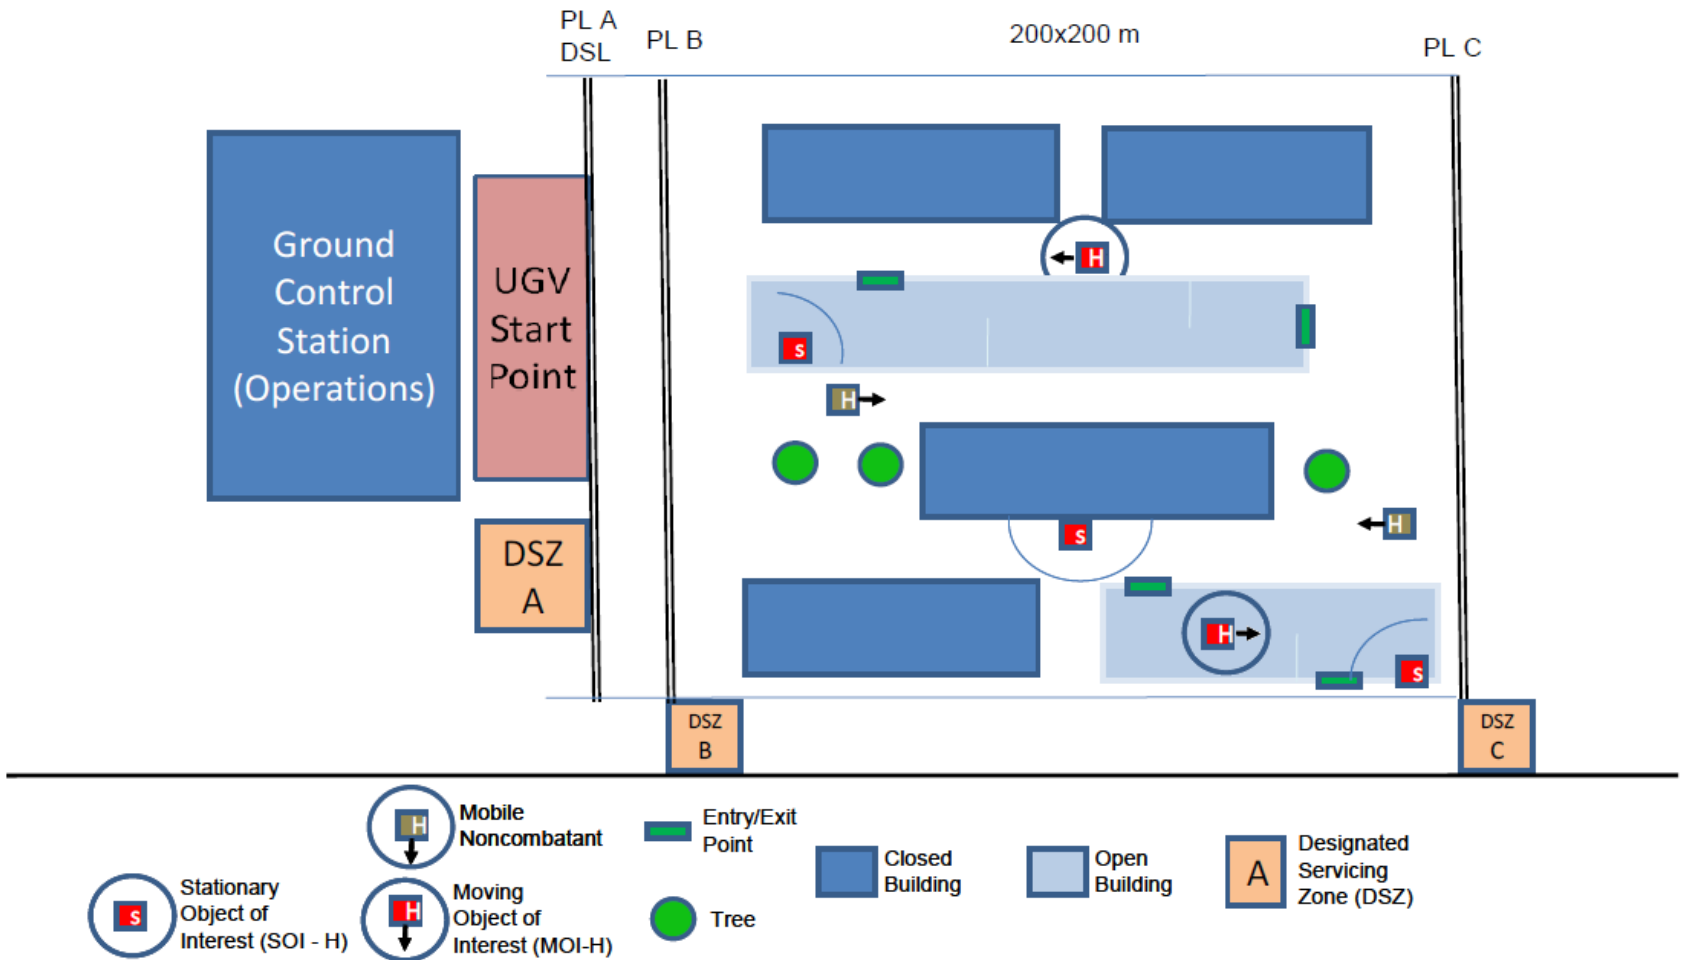 PL A
DSL
PL B
200x200 m
PL C
Ground
Control
Station
(Operations)
UGV
Start
Point
H
S
H
H
S
DSZ
A
H
S
DSZ
B
DSZ
C
H
Mobile
Noncombatant
Entry/Exit
Point
Closed
Building
Open
Building
A
Designated
Servicing
Zone (DSZ)
S
Stationary
Object of
Interest (SOI - H)
H
Moving
Object of
Interest (MOI-H)
Tree